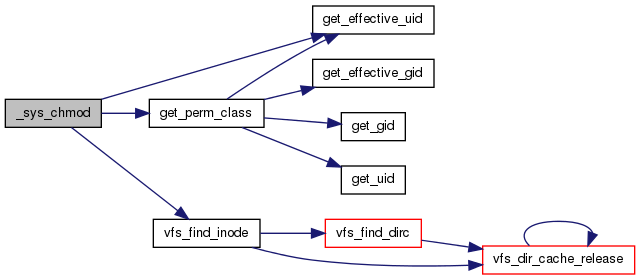 _sys_chmod
get_effective_uid
get_perm_class
get_effective_gid
get_gid
get_uid
vfs_find_inode
vfs_find_dirc
vfs_dir_cache_release